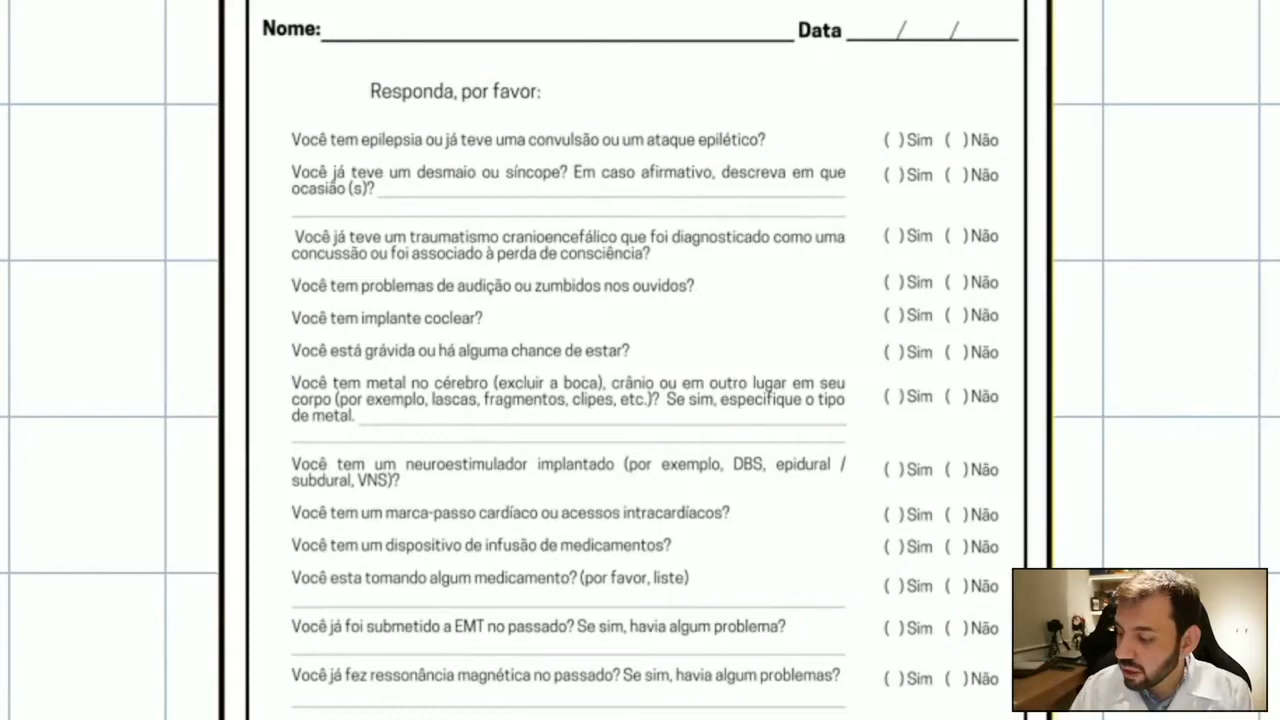 Nome: Data / /
Responda, por favor:
Você tem epilepsia ou já teve uma convulsão ou um ataque epilético? ( ) Sim ( ) Não
Você já teve um desmaio ou síncope? Em caso afirmativo, descreva em que ( ) Sim ( ) Não
ocasião (s)?
Você já teve um traumatismo cranioencefálico que foi diagnosticado como uma ( ) Sim ( ) Não
concussão ou foi associado à perda de consciência?
Você tem problemas de audição ou zumbidos nos ouvidos? ( ) Sim ( ) Não
Você tem implante coclear? ( ) Sim ( ) Não
Você está grávida ou há alguma chance de estar? ( ) Sim ( ) Não
Você tem metal no cérebro (excluir a boca), crânio ou em outro lugar em seu
corpo (por exemplo, lascas, fragmentos, clipes, etc.)? Se sim, especifique o tipo ( ) Sim ( ) Não
de metal.
Você tem um neuroestimulador implantado (por exemplo, DBS, epidural / ( ) Sim ( ) Não
subdural, VNS)?
Você tem um marca-passo cardíaco ou acessos intracardíacos? ( ) Sim ( ) Não
Você tem um dispositivo de infusão de medicamentos? ( ) Sim ( ) Não
Você esta tomando algum medicamento? (por favor, liste) ( ) Sim ( ) Não
Você já foi submetido a EMT no passado? Se sim, havia algum problema? ( ) Sim ( ) Não
Você já fez ressonância magnética no passado? Se sim, havia algum problemas? ( ) Sim ( ) Não